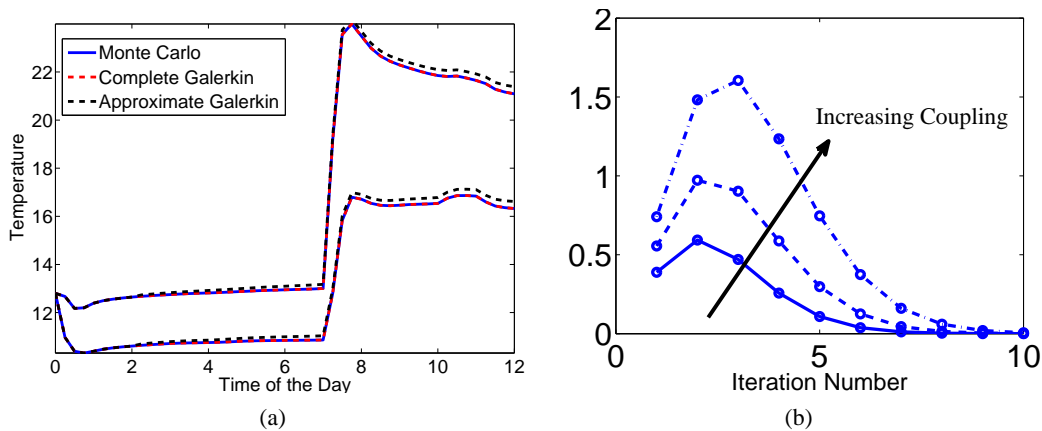 Monte Carlo
Complete Galerkin
Approximate Galerkin
Temperature
22
20
18
16
14
12
0
2
4
6
8
10
12
Time of the Day
(a)
2
1.5
1
0.5
0
Increasing Coupling
0
5
10
Iteration Number
(b)